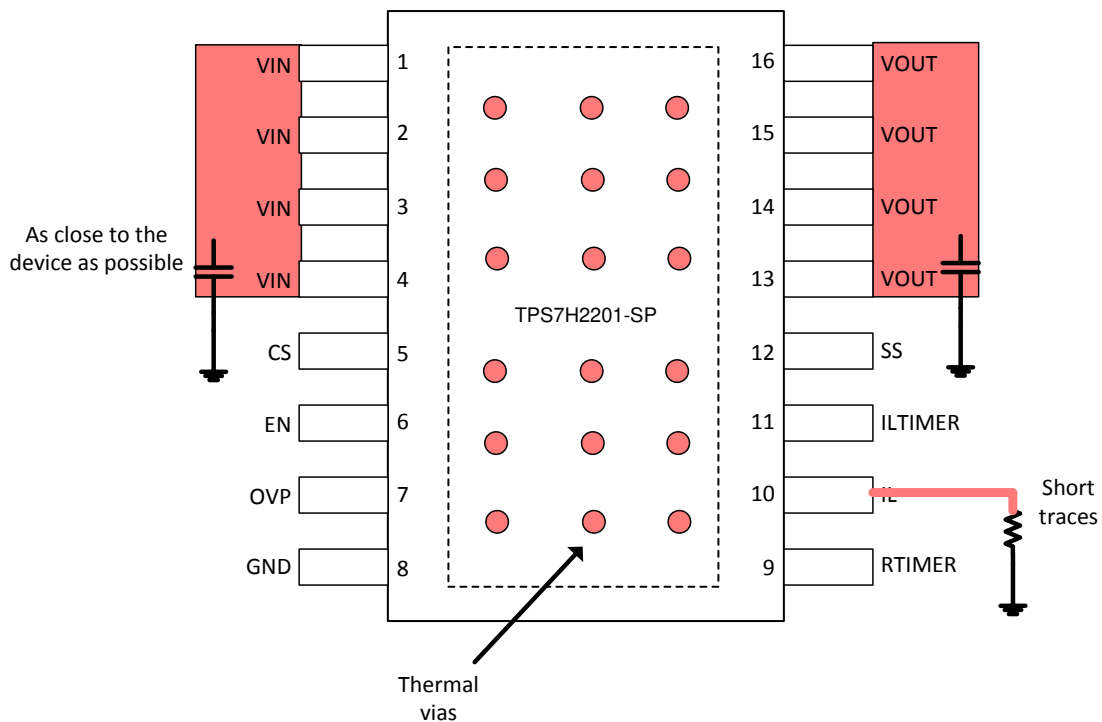 VIN 1 16 VOUT
VIN 2 15 VOUT
VIN 3 14 VOUT
As close to the
device as possible
VIN 4 13 VOUT
TPS7H2201-SP
CS 5 12 SS
EN 6 11 ILTIMER
OVP 7 10 IL
Short
traces
GND 8 9 RTIMER
Thermal
vias